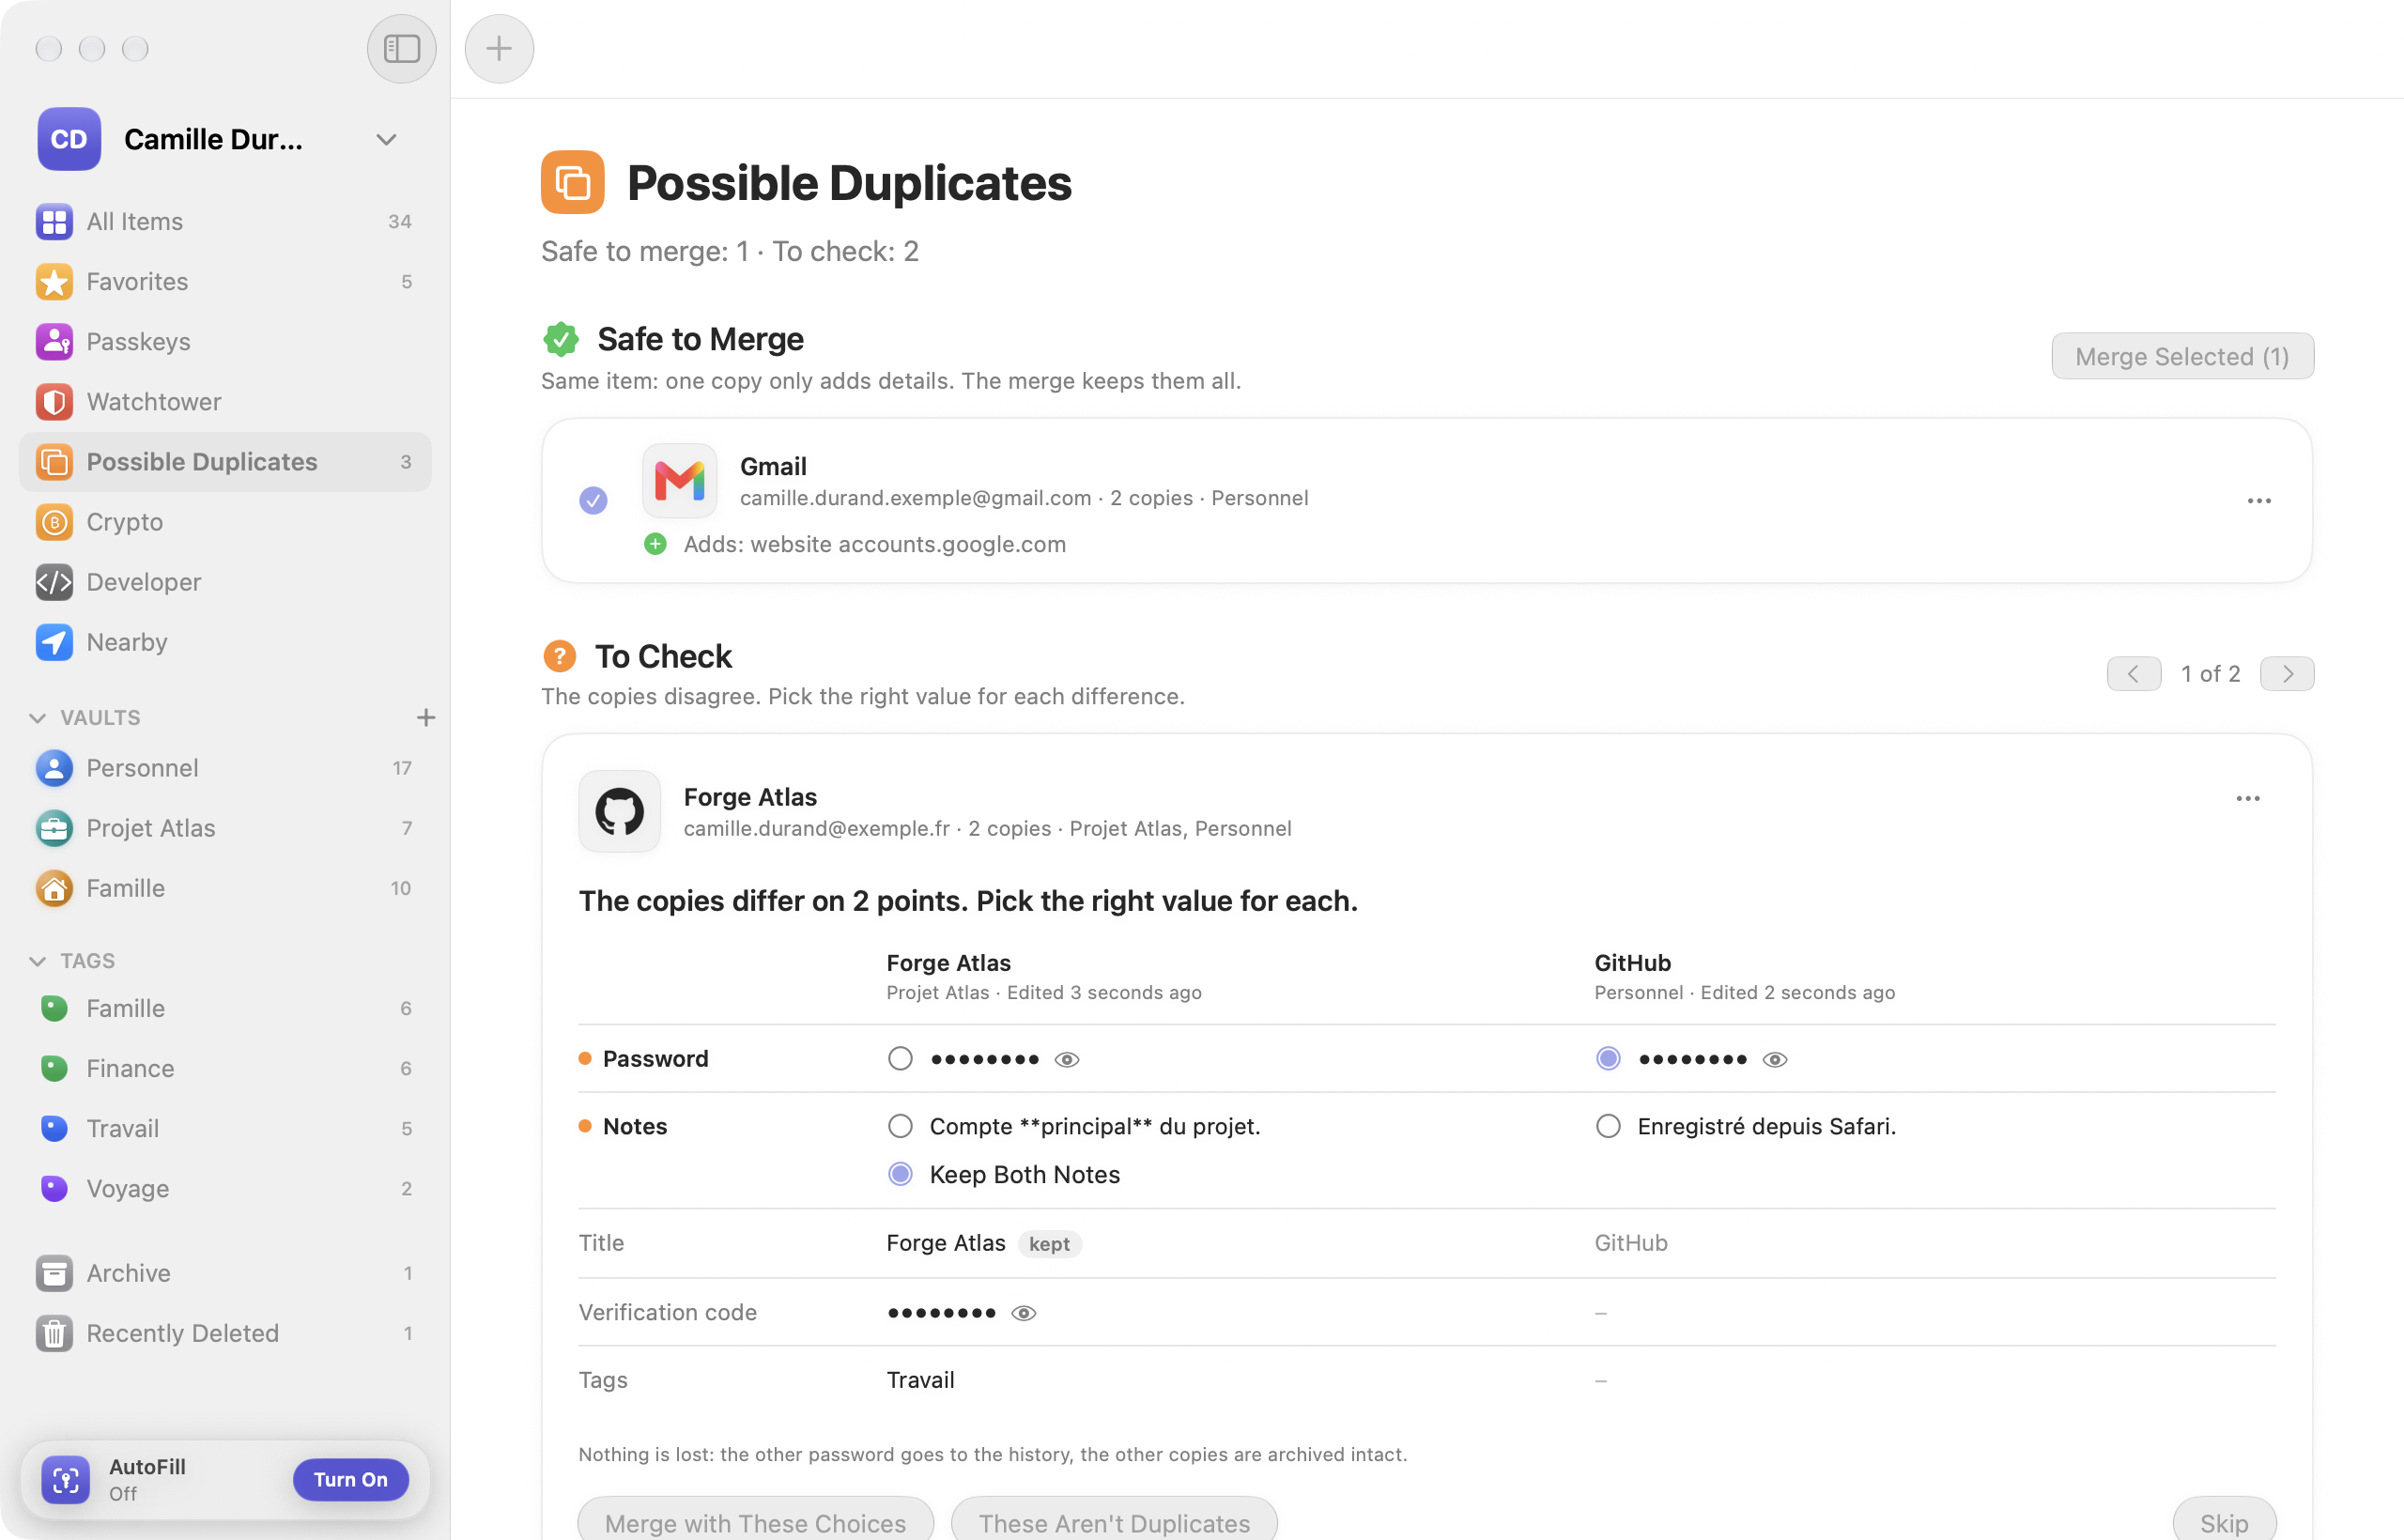 CD
Camille Dur...
All Items 34
Favorites 5
Passkeys
Watchtower
Possible Duplicates 3
Crypto
Developer
Nearby
VAULTS
Personnel 17
Projet Atlas 7
Famille 10
TAGS
Famille 6
Finance 6
Travail 5
Voyage 2
Archive 1
Recently Deleted 1
AutoFill
Off
Turn On
Possible Duplicates
Safe to merge: 1 · To check: 2
Safe to Merge
Same item: one copy only adds details. The merge keeps them all.
Merge Selected (1)
Gmail
camille.durand.exemple@gmail.com · 2 copies · Personnel
Adds: website accounts.google.com
To Check
The copies disagree. Pick the right value for each difference.
1 of 2
Forge Atlas
camille.durand@exemple.fr · 2 copies · Projet Atlas, Personnel
The copies differ on 2 points. Pick the right value for each.
Forge Atlas GitHub
Projet Atlas · Edited 3 seconds ago Personnel · Edited 2 seconds ago
Password •••••••• ••••••••
Notes Compte **principal** du projet. Enregistré depuis Safari.
Keep Both Notes
Title Forge Atlas kept GitHub
Verification code •••••••• –
Tags Travail –
Nothing is lost: the other password goes to the history, the other copies are archived intact.
Merge with These Choices These Aren't Duplicates Skip